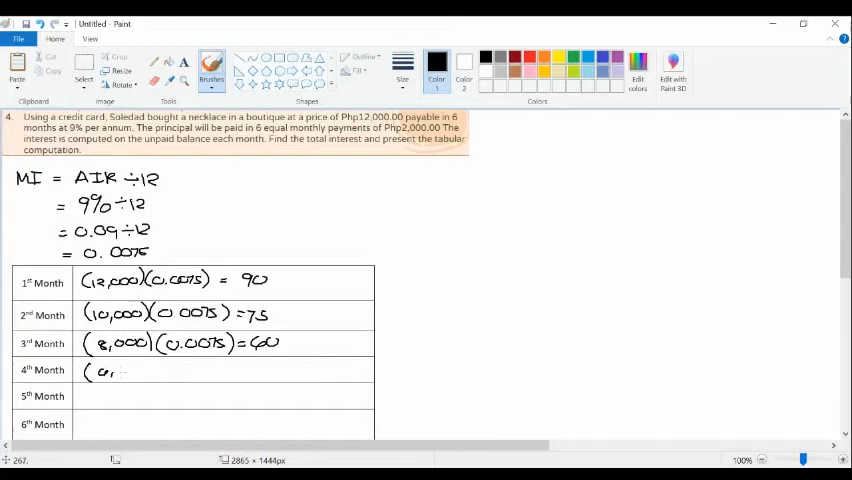 Untitled - Paint
File Home View
Cut
Copy
Paste
Crop
Resize
Rotate
Select
A
Brushes
Outline
Fill
Size
Color 1
Color 2
Edit colors
Edit with Paint 3D
Clipboard Image Tools Shapes Colors
4. Using a credit card, Soledad bought a necklace in a boutique at a price of Php12,000.00 payable in 6
months at 9% per annum. The principal will be paid in 6 equal monthly payments of Php2,000.00 The
interest is computed on the unpaid balance each month. Find the total interest and present the tabular
computation.
MI = AIR ÷12
= 9% ÷12
= 0.09 ÷12
= 0.0075
1st Month (12,000)(0.0075) = 90
2nd Month (10,000)(0.0075) = 75
3rd Month (8,000)(0.0075) = 60
4th Month (
5th Month
6th Month
267,
2865 × 1444px
100%